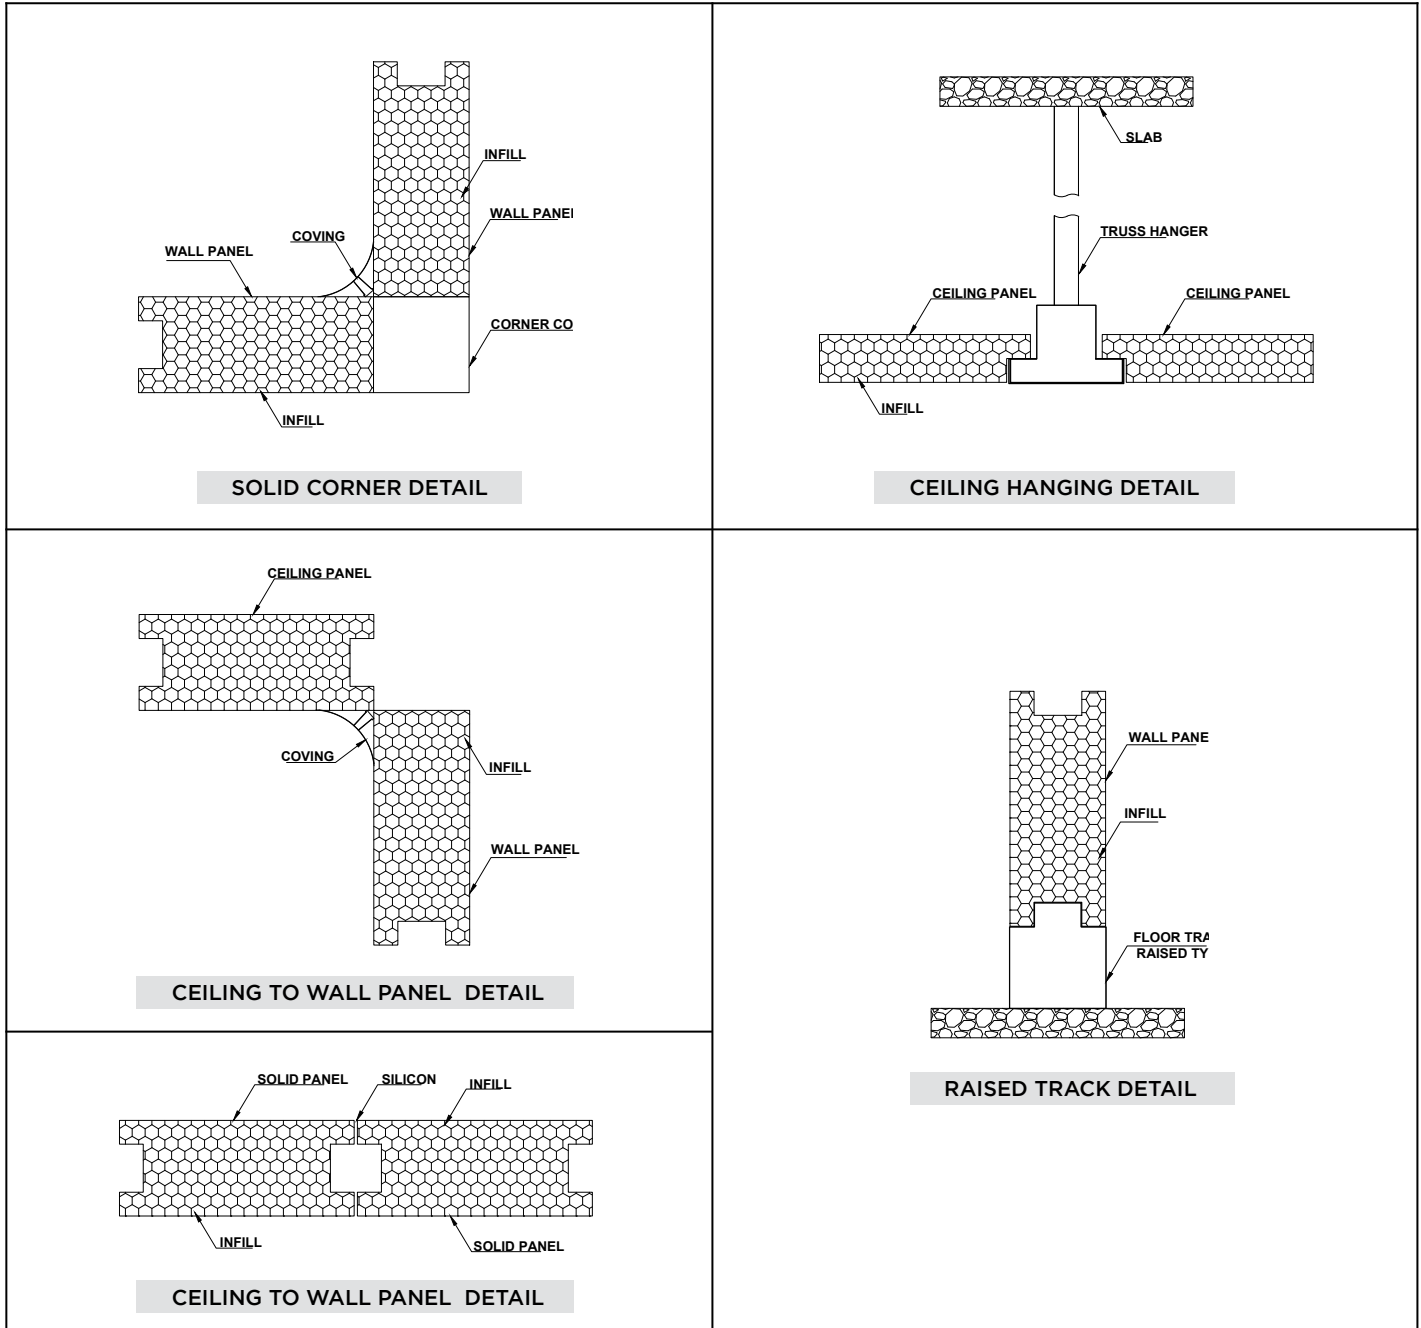 INFILL
WALL PANEL
COVING
WALL PANEL
CORNER CO
INFILL
SOLID CORNER DETAIL
SLAB
TRUSS HANGER
CEILING PANEL
CEILING PANEL
INFILL
CEILING HANGING DETAIL
CEILING PANEL
COVING
INFILL
WALL PANEL
CEILING TO WALL PANEL DETAIL
WALL PANE
INFILL
FLOOR TRA
RAISED TY
RAISED TRACK DETAIL
SOLID PANEL
SILICON
INFILL
INFILL
SOLID PANEL
CEILING TO WALL PANEL DETAIL